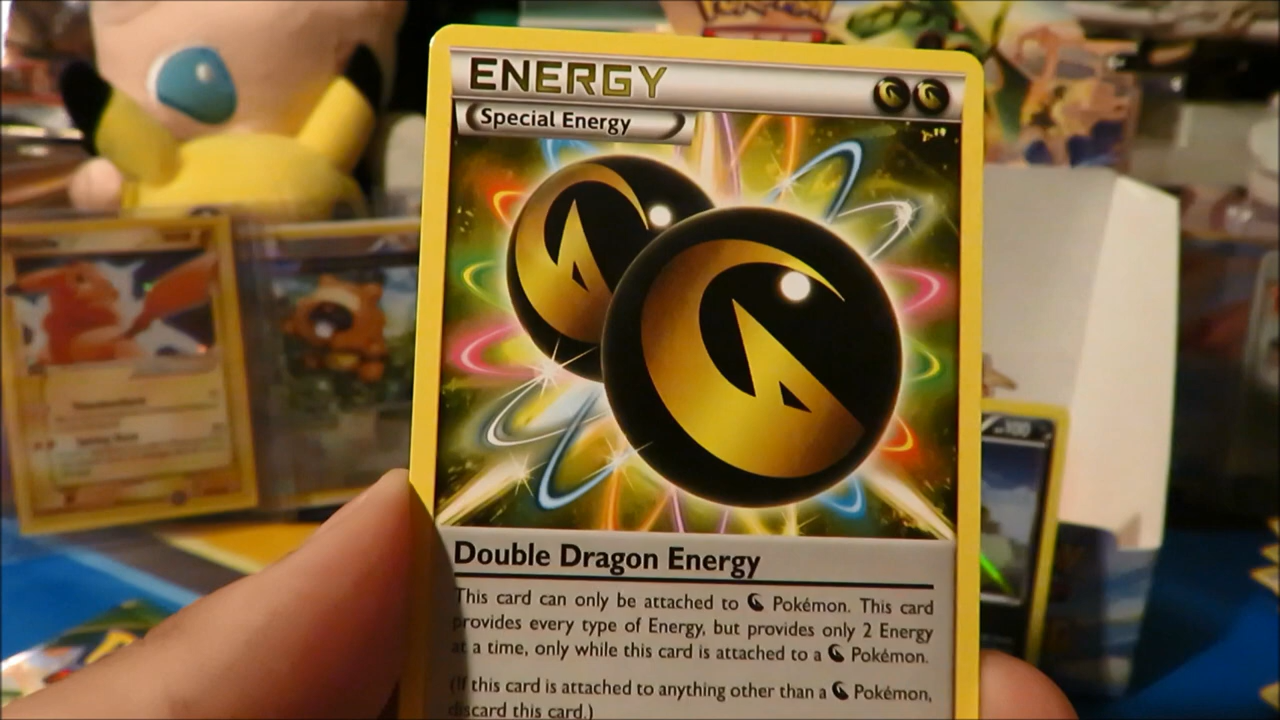 ENERGY
Special Energy
Double Dragon Energy
This card can only be attached to Pokémon. This card
provides every type of Energy, but provides only 2 Energy
at a time, only while this card is attached to a Pokémon.
(If this card is attached to anything other than a Pokémon,
discard this card.)